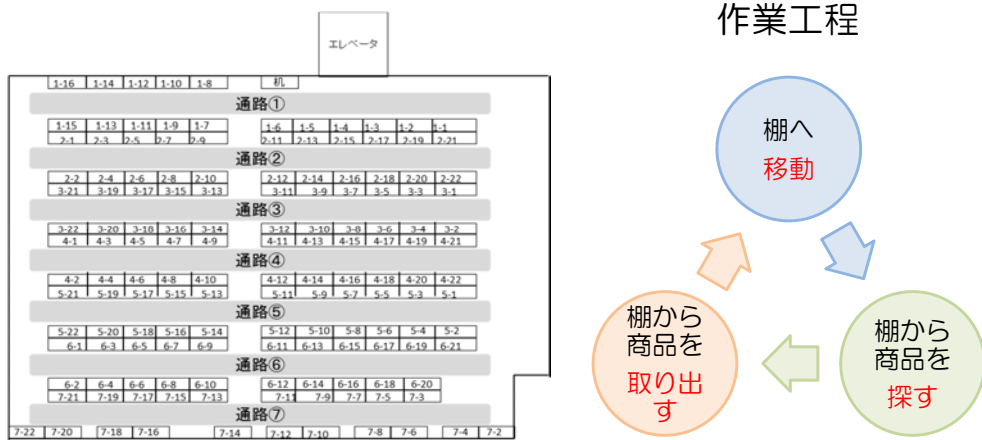 作業工程
エレベータ
1-16 1-14 1-12 1-10 1-8 机
通路①
1-15 1-13 1-11 1-9 1-7 1-6 1-5 1-4 1-3 1-2 1-1
2-1 2-3 2-5 2-7 2-9 2-11 2-13 2-15 2-17 2-19 2-21
通路②
2-2 2-4 2-6 2-8 2-10 2-12 2-14 2-16 2-18 2-20 2-22
3-21 3-19 3-17 3-15 3-13 3-11 3-9 3-7 3-5 3-3 3-1
通路③
3-22 3-20 3-18 3-16 3-14 3-12 3-10 3-8 3-6 3-4 3-2
4-1 4-3 4-5 4-7 4-9 4-11 4-13 4-15 4-17 4-19 4-21
通路④
4-2 4-4 4-6 4-8 4-10 4-12 4-14 4-16 4-18 4-20 4-22
5-21 5-19 5-17 5-15 5-13 5-11 5-9 5-7 5-5 5-3 5-1
通路⑤
5-22 5-20 5-18 5-16 5-14 5-12 5-10 5-8 5-6 5-4 5-2
6-1 6-3 6-5 6-7 6-9 6-11 6-13 6-15 6-17 6-19 6-21
通路⑥
6-2 6-4 6-6 6-8 6-10 6-12 6-14 6-16 6-18 6-20
7-21 7-19 7-17 7-15 7-13 7-11 7-9 7-7 7-5 7-3
通路⑦
7-22 7-20 7-18 7-16 7-14 7-12 7-10 7-8 7-6 7-4 7-2
棚へ
移動
棚から
商品を
探す
棚から
商品を
取り出
す